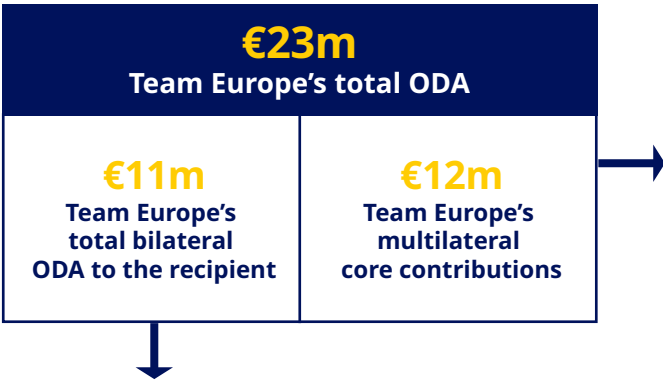 €23m
Team Europe’s total ODA
€11m
Team Europe’s
total bilateral
ODA to the recipient
€12m
Team Europe’s
multilateral
core contributions